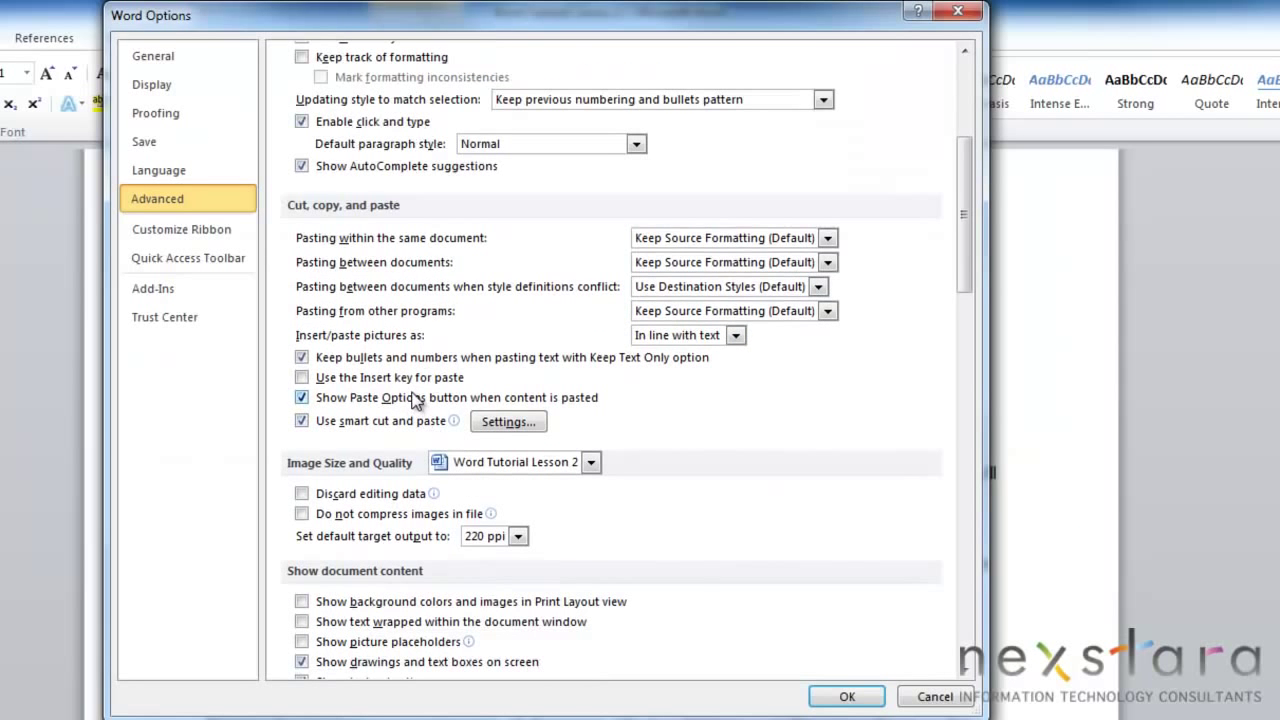 Word Options
References
General
Display
Proofing
Save
Language
Advanced
Customize Ribbon
Quick Access Toolbar
Add-Ins
Trust Center
Font
Keep track of formatting
Mark formatting inconsistencies
Updating style to match selection: Keep previous numbering and bullets pattern
Enable click and type
Default paragraph style: Normal
Show AutoComplete suggestions
Cut, copy, and paste
Pasting within the same document: Keep Source Formatting (Default)
Pasting between documents: Keep Source Formatting (Default)
Pasting between documents when style definitions conflict: Use Destination Styles (Default)
Pasting from other programs: Keep Source Formatting (Default)
Insert/paste pictures as: In line with text
Keep bullets and numbers when pasting text with Keep Text Only option
Use the Insert key for paste
Show Paste Options button when content is pasted
Use smart cut and paste Settings...
Image Size and Quality Word Tutorial Lesson 2
Discard editing data
Do not compress images in file
Set default target output to: 220 ppi
Show document content
Show background colors and images in Print Layout view
Show text wrapped within the document window
Show picture placeholders
Show drawings and text boxes on screen
OK Cancel
AaBbCcDc AaBbCcDc AaBbCcDc
Intense E... Strong Quote
nexstara
INFORMATION TECHNOLOGY CONSULTANTS